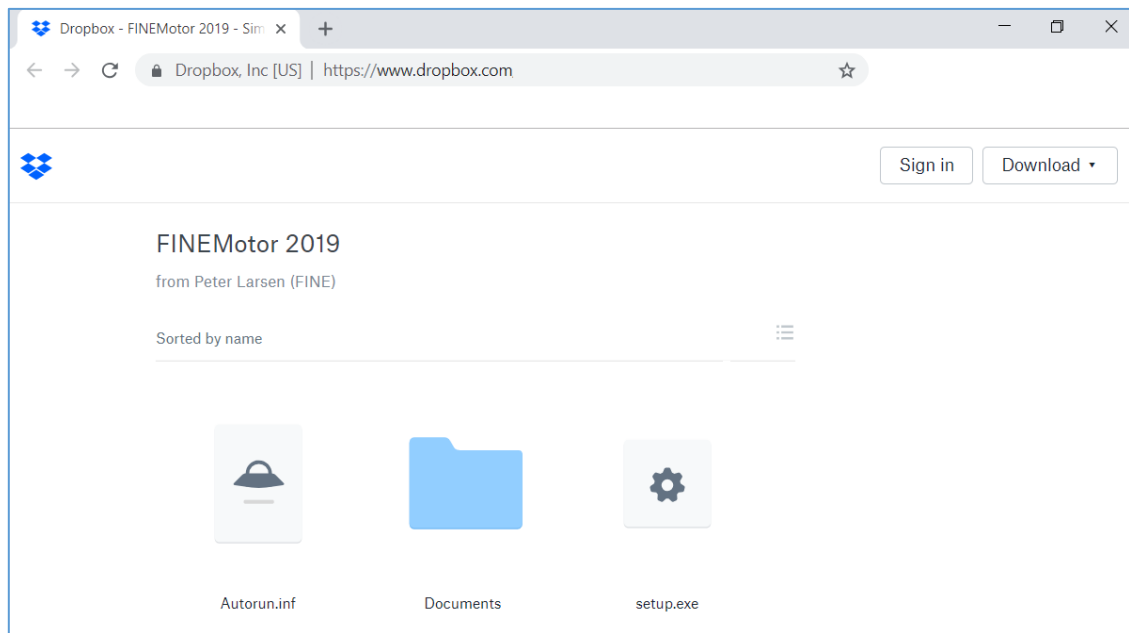 Dropbox - FINEMotor 2019 - Sim
Dropbox, Inc [US] | https://www.dropbox.com
Sign in
Download
FINEMotor 2019
from Peter Larsen (FINE)
Sorted by name
Autorun.inf
Documents
setup.exe